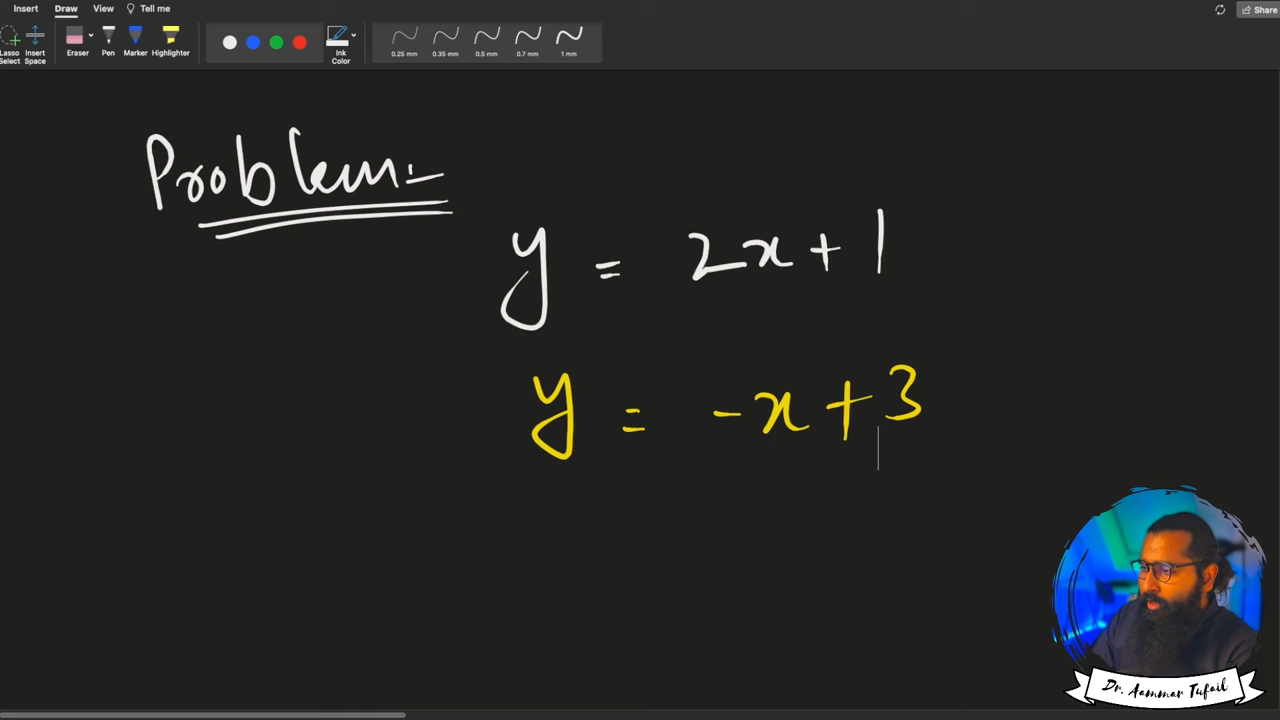 Insert Draw View Tell me Share
Lasso Select Insert Space Eraser Pen Marker Highlighter Ink Color 0.25 mm 0.35 mm 0.5 mm 0.7 mm 1 mm
Problem:-
y = 2x + 1
y = -x + 3
Dr. Aammar Tufail